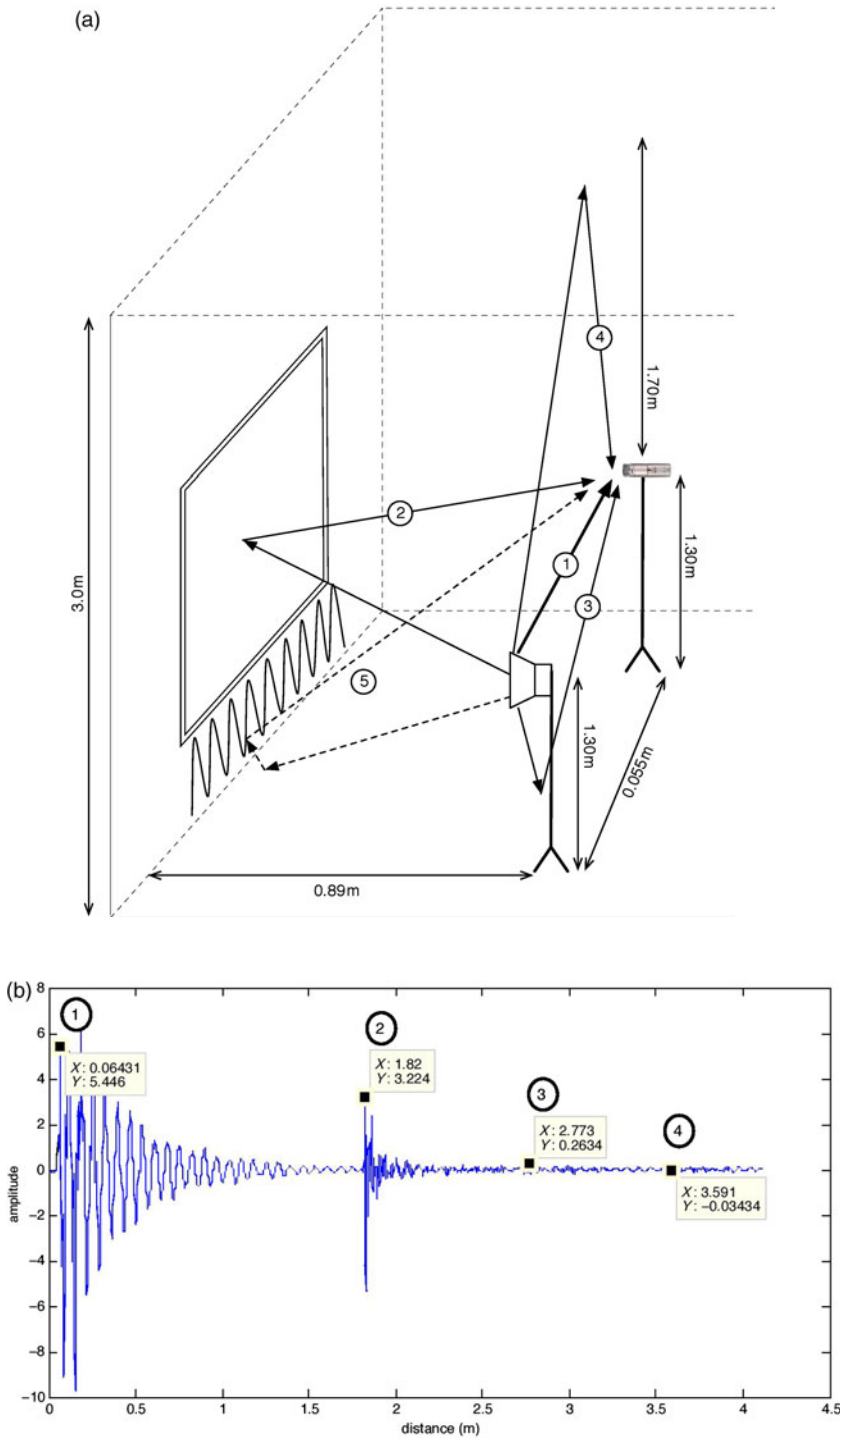 (a)
4
1.70m
2
1
1.30m
3
3.0m
5
1.30m
0.055m
0.89m
(b)
8
6
4
2
0
−2
−4
−6
−8
−10
amplitude
1
X: 0.06431
Y: 5.446
2
X: 1.82
Y: 3.224
3
X: 2.773
Y: 0.2634
4
X: 3.591
Y: −0.03434
0 0.5 1 1.5 2 2.5 3 3.5 4 4.5
distance (m)